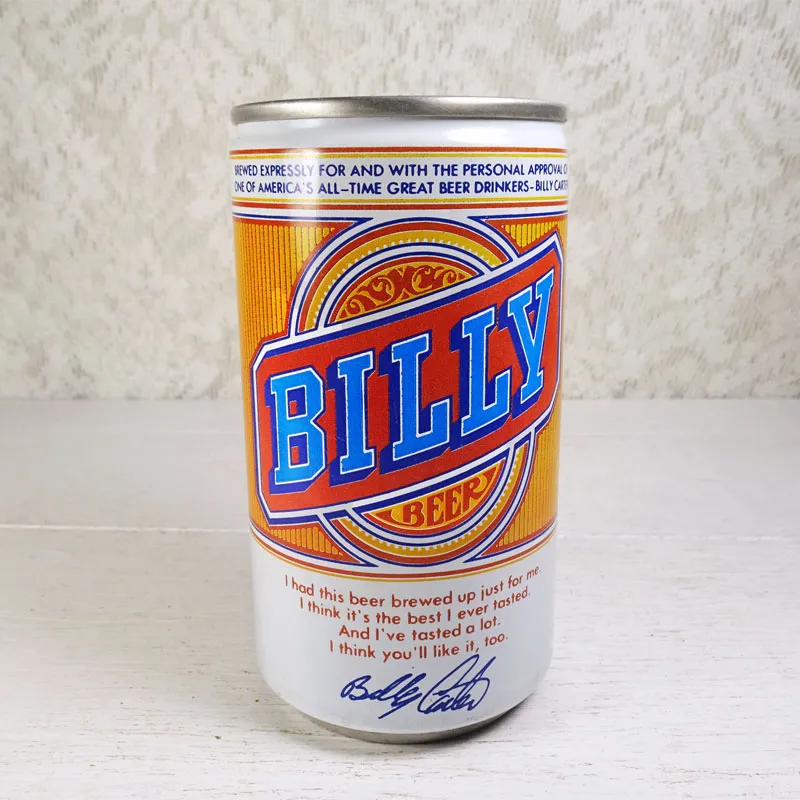 BREWED EXPRESSLY FOR AND WITH THE PERSONAL APPROVAL
ONE OF AMERICA'S ALL-TIME GREAT BEER DRINKERS-BILLY CARTER
BILLY
BEER
I had this beer brewed up just for me.
I think it's the best I ever tasted.
And I've tasted a lot.
I think you'll like it, too.
Billy Carter